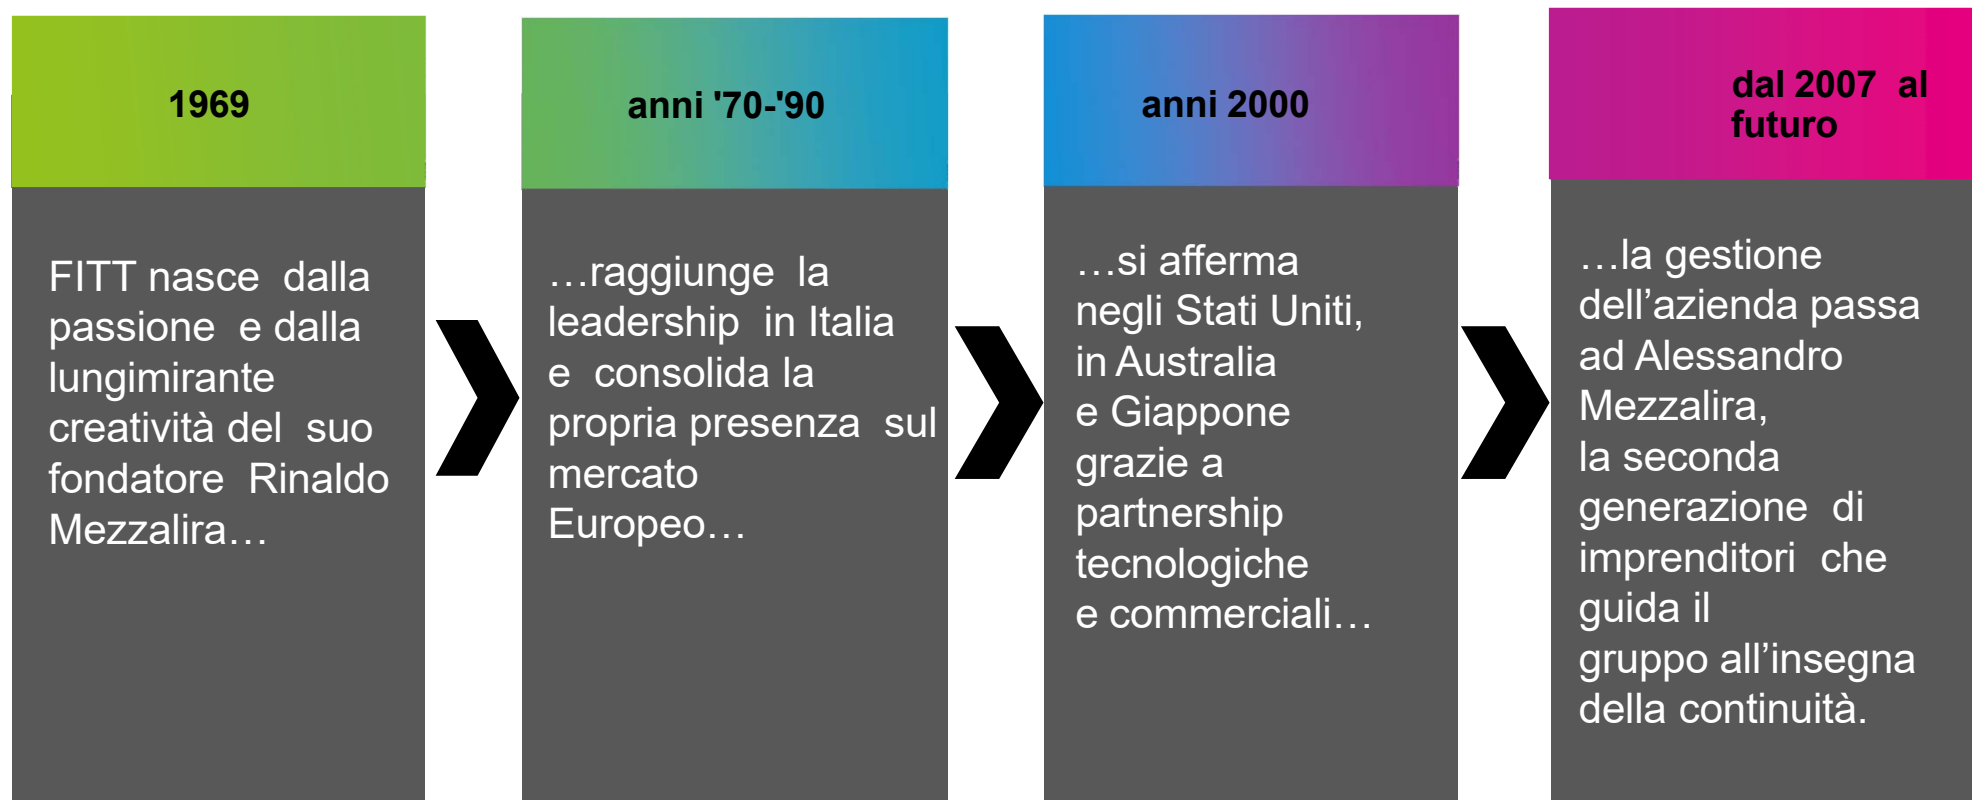 1969
FITT nasce dalla
passione e dalla
lungimirante
creatività del suo
fondatore Rinaldo
Mezzalira…
anni '70-'90
…raggiunge la
leadership in Italia
e consolida la
propria presenza sul
mercato
Europeo…
anni 2000
…si afferma
negli Stati Uniti,
in Australia
e Giappone
grazie a
partnership
tecnologiche
e commerciali…
dal 2007 al
futuro
…la gestione
dell’azienda passa
ad Alessandro
Mezzalira,
la seconda
generazione di
imprenditori che
guida il
gruppo all’insegna
della continuità.